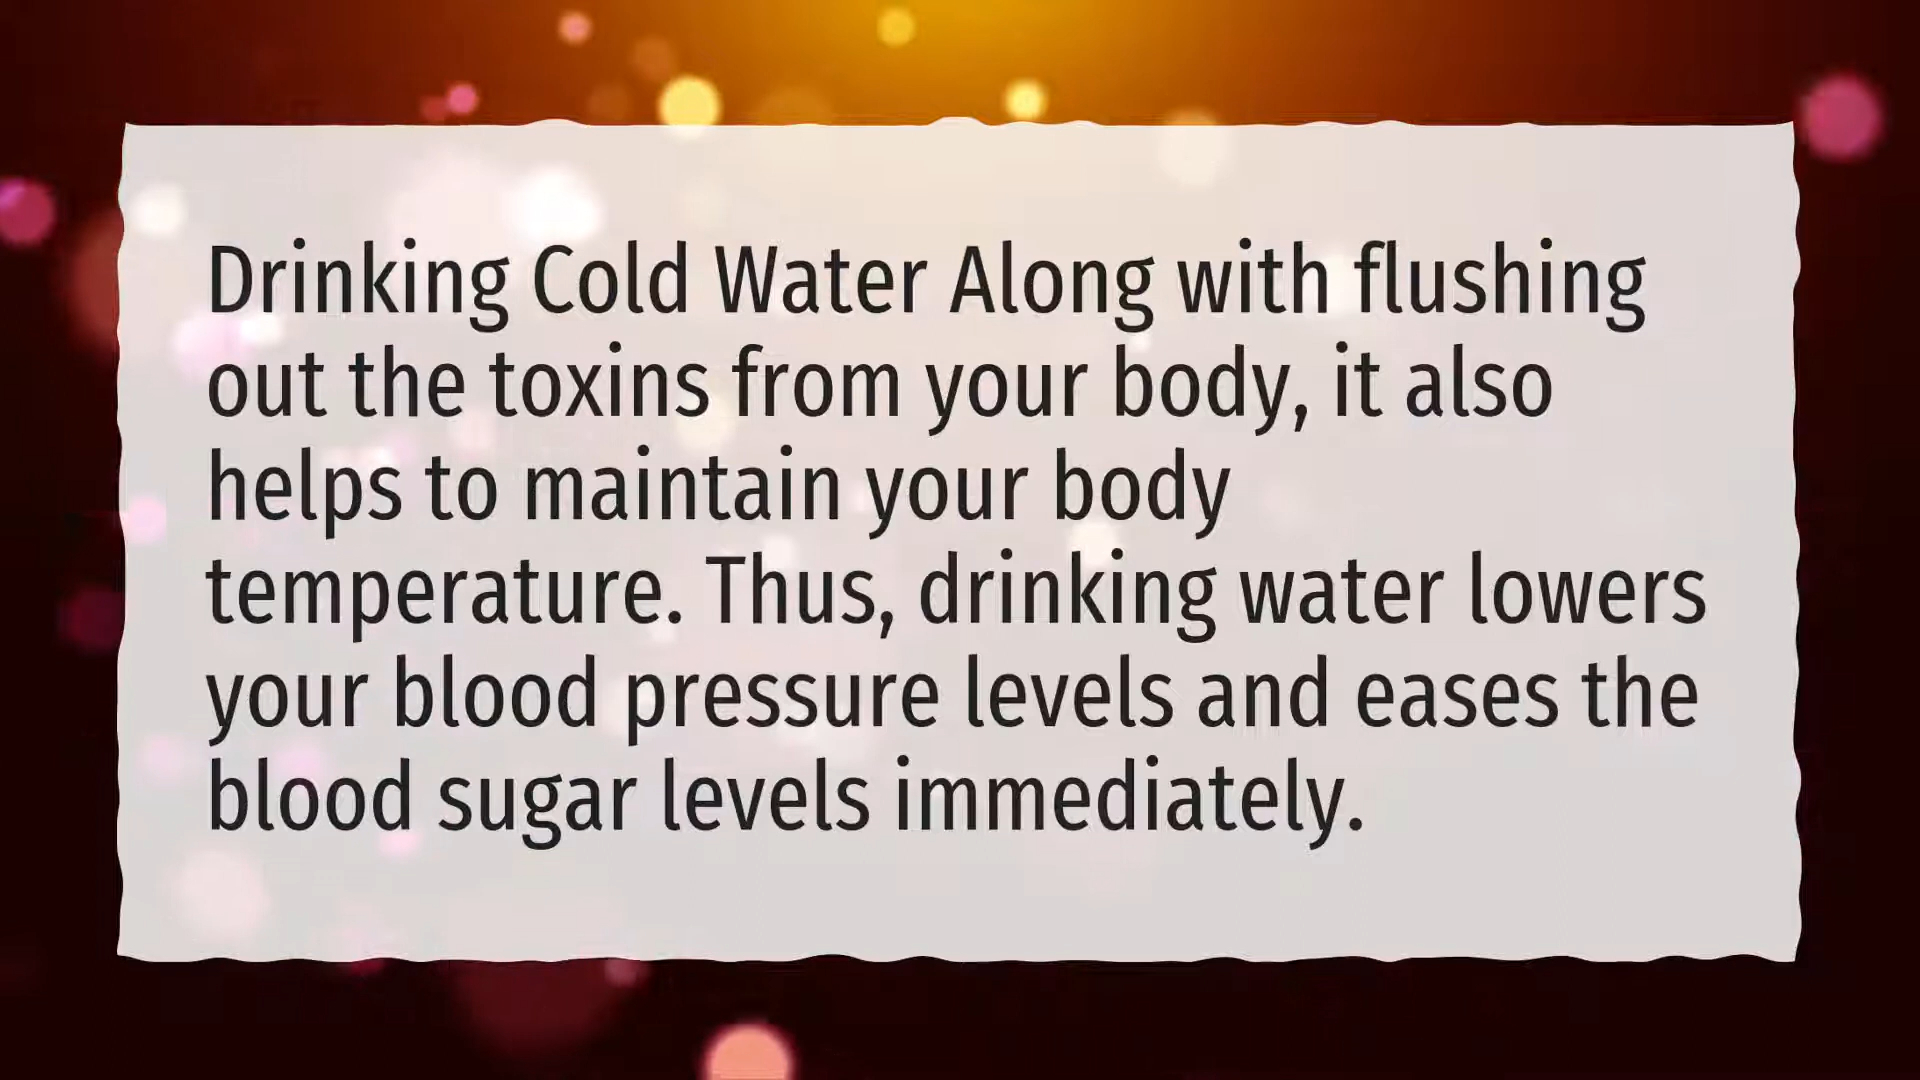 Drinking Cold Water Along with flushing
out the toxins from your body, it also
helps to maintain your body
temperature. Thus, drinking water lowers
your blood pressure levels and eases the
blood sugar levels immediately.